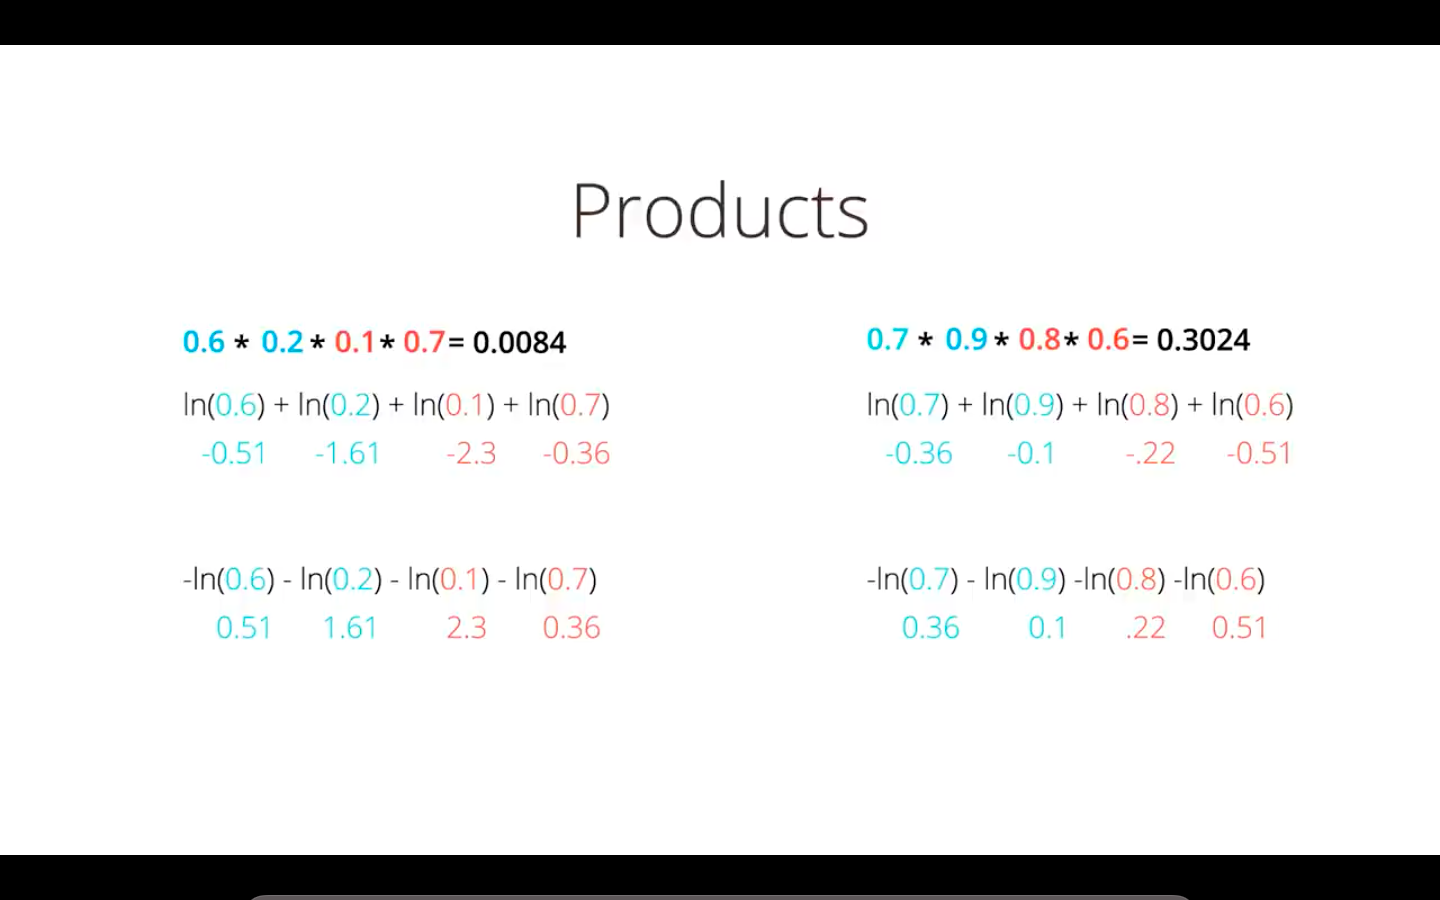 Products
0.6 * 0.2 * 0.1 * 0.7 = 0.0084
ln(0.6) + ln(0.2) + ln(0.1) + ln(0.7)
-0.51 -1.61 -2.3 -0.36
-ln(0.6) - ln(0.2) - ln(0.1) - ln(0.7)
0.51 1.61 2.3 0.36
0.7 * 0.9 * 0.8 * 0.6 = 0.3024
ln(0.7) + ln(0.9) + ln(0.8) + ln(0.6)
-0.36 -0.1 -.22 -0.51
-ln(0.7) - ln(0.9) -ln(0.8) -ln(0.6)
0.36 0.1 .22 0.51